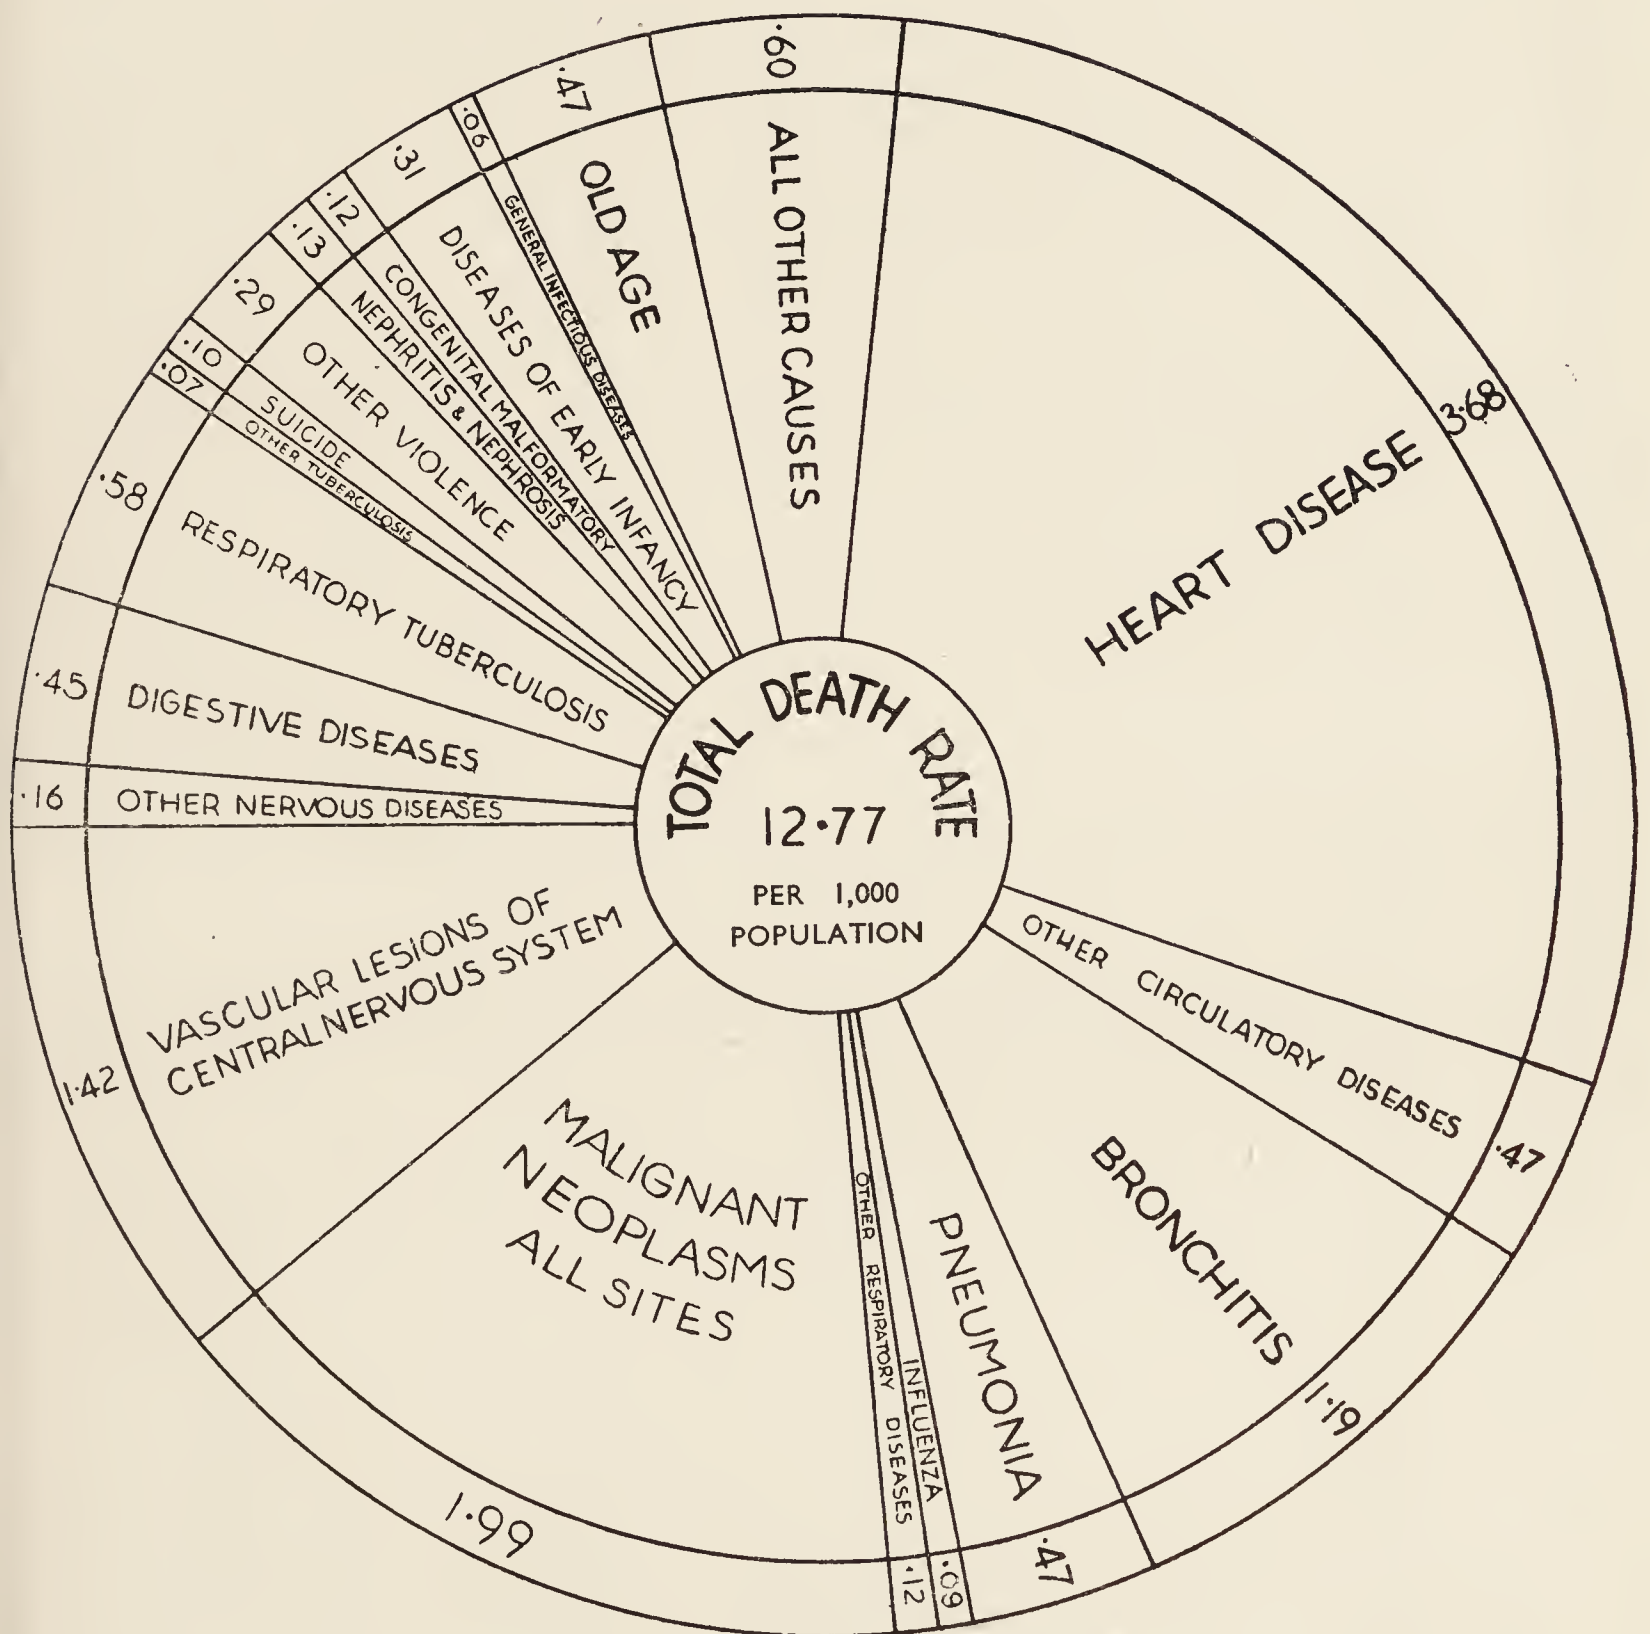 TOTAL DEATH RATE
12·77
PER 1,000
POPULATION
HEART DISEASE
3·68
OTHER CIRCULATORY DISEASES
·47
BRONCHITIS
1·19
PNEUMONIA
·47
INFLUENZA
·09
OTHER RESPIRATORY DISEASES
·12
MALIGNANT
NEOPLASMS
ALL SITES
1·99
VASCULAR LESIONS OF
CENTRAL NERVOUS SYSTEM
1·42
OTHER NERVOUS DISEASES
·16
DIGESTIVE DISEASES
·45
RESPIRATORY TUBERCULOSIS
·58
OTHER TUBERCULOSIS
·07
SUICIDE
·10
OTHER VIOLENCE
·29
NEPHRITIS & NEPHROSIS
·13
CONGENITAL MALFORMATORY
·12
DISEASES OF EARLY INFANCY
·31
GENERAL INFECTIOUS DISEASES
·06
OLD AGE
·47
ALL OTHER CAUSES
·60